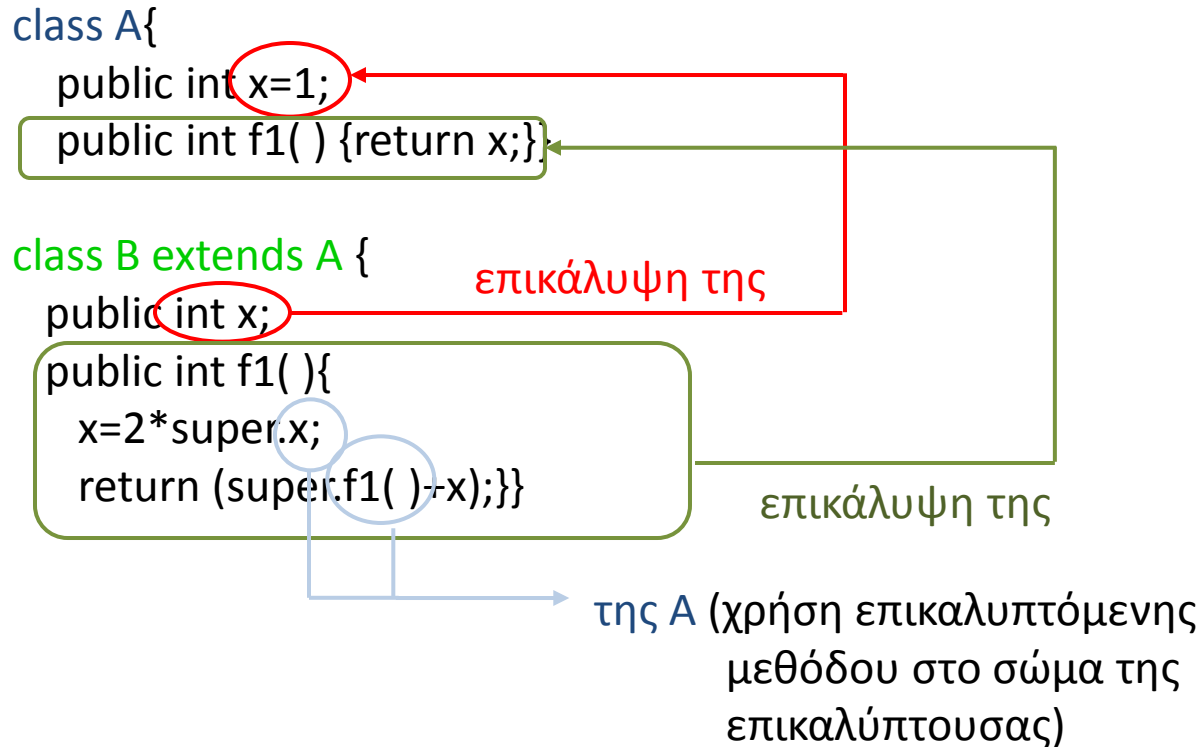 class A{
public int x=1;
public int f1( ) {return x;}}
class B extends A {
επικάλυψη της
public int x;
public int f1( ){
x=2*super.x;
return (super.f1( )+x);}}
επικάλυψη της
της Α (χρήση επικαλυπτόμενης
μεθόδου στο σώμα της
επικαλύπτουσας)